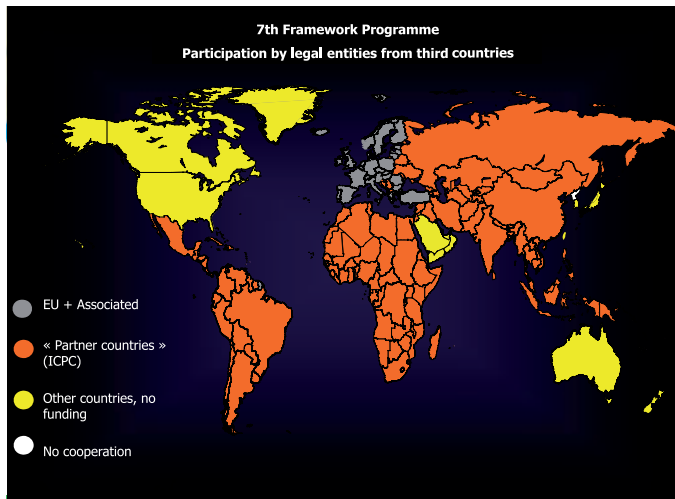 7th Framework Programme
Participation by legal entities from third countries
EU + Associated
« Partner countries »
(ICPC)
Other countries, no
funding
No cooperation